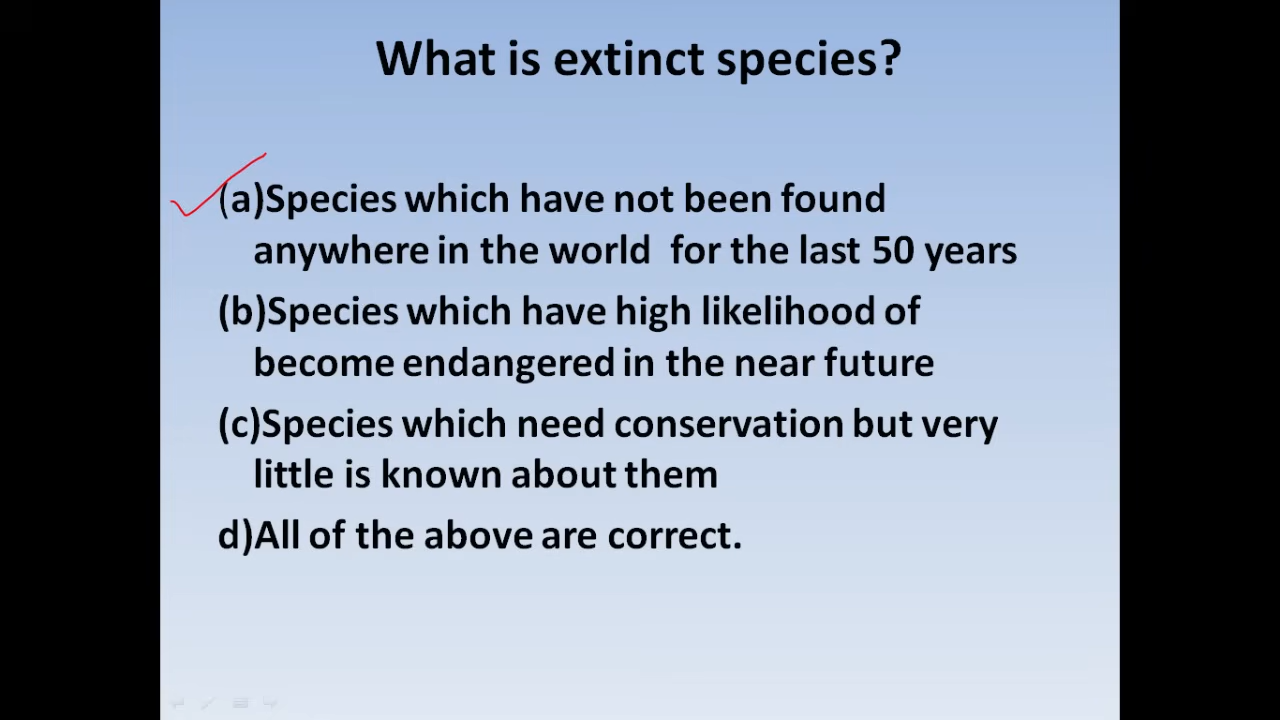 What is extinct species?
(a)Species which have not been found
anywhere in the world for the last 50 years
(b)Species which have high likelihood of
become endangered in the near future
(c)Species which need conservation but very
little is known about them
d)All of the above are correct.